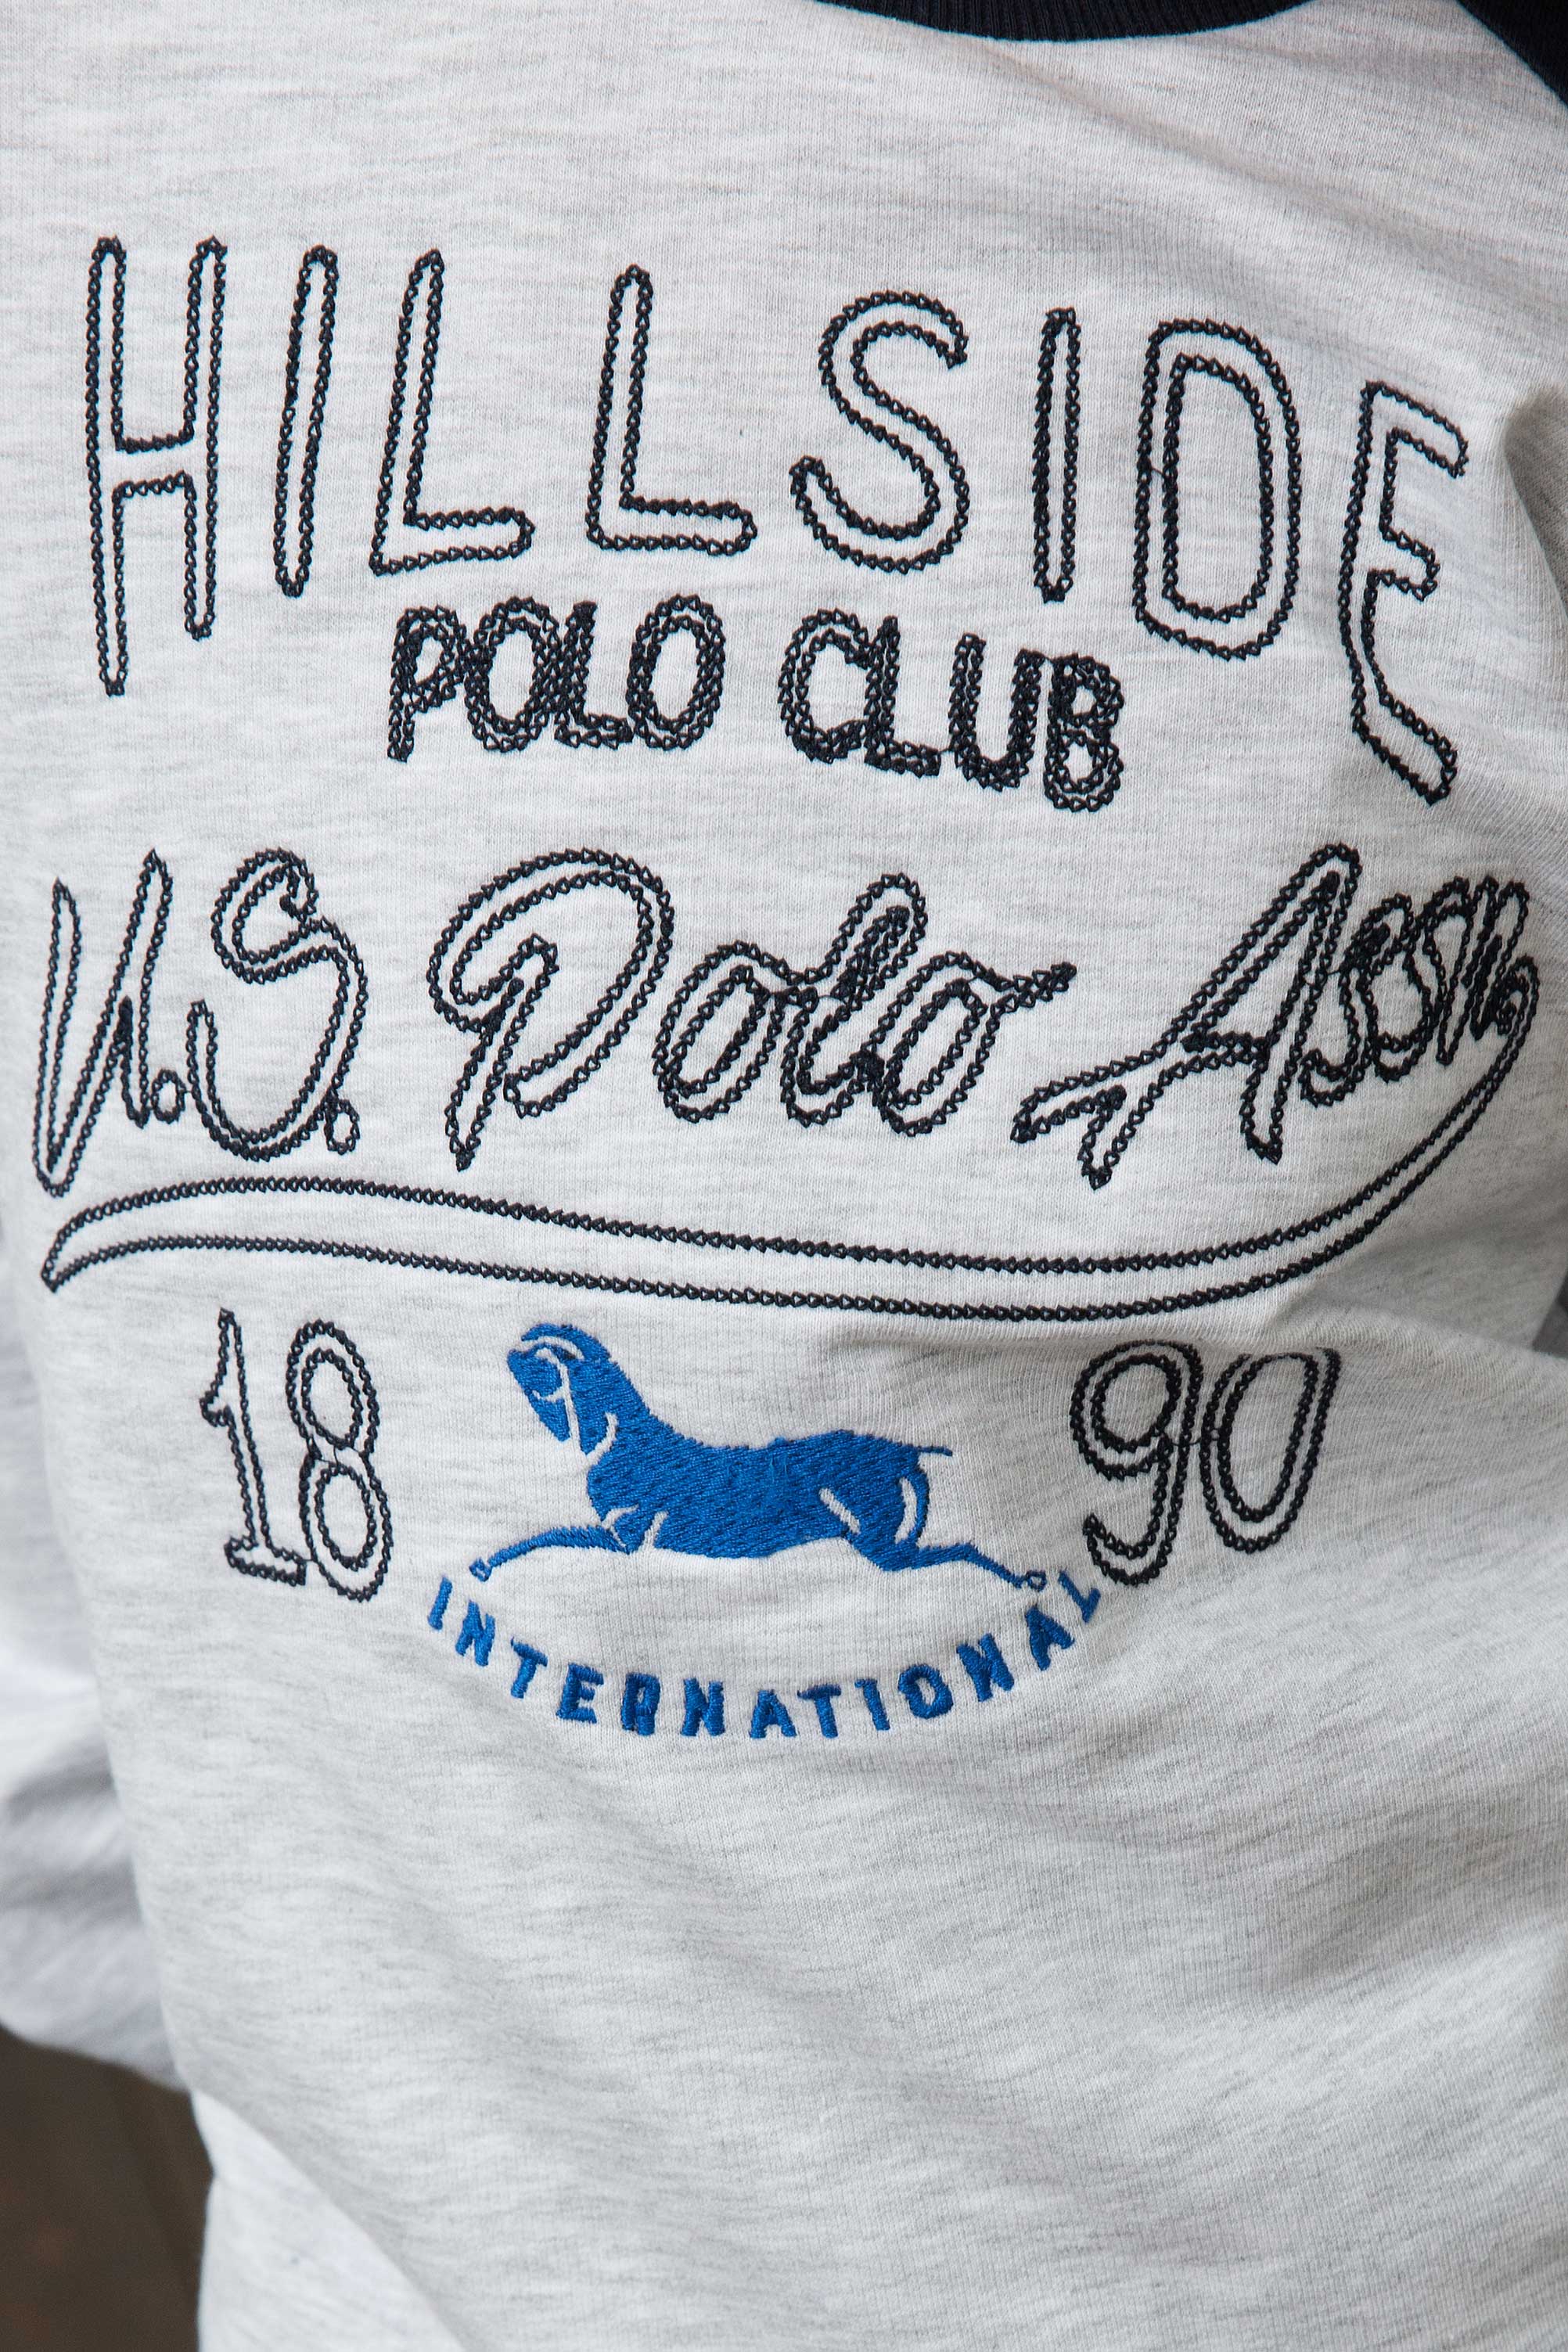 HILLSIDE
POLO CLUB
U.S. Polo Assn
18 90
INTERNATIONAL